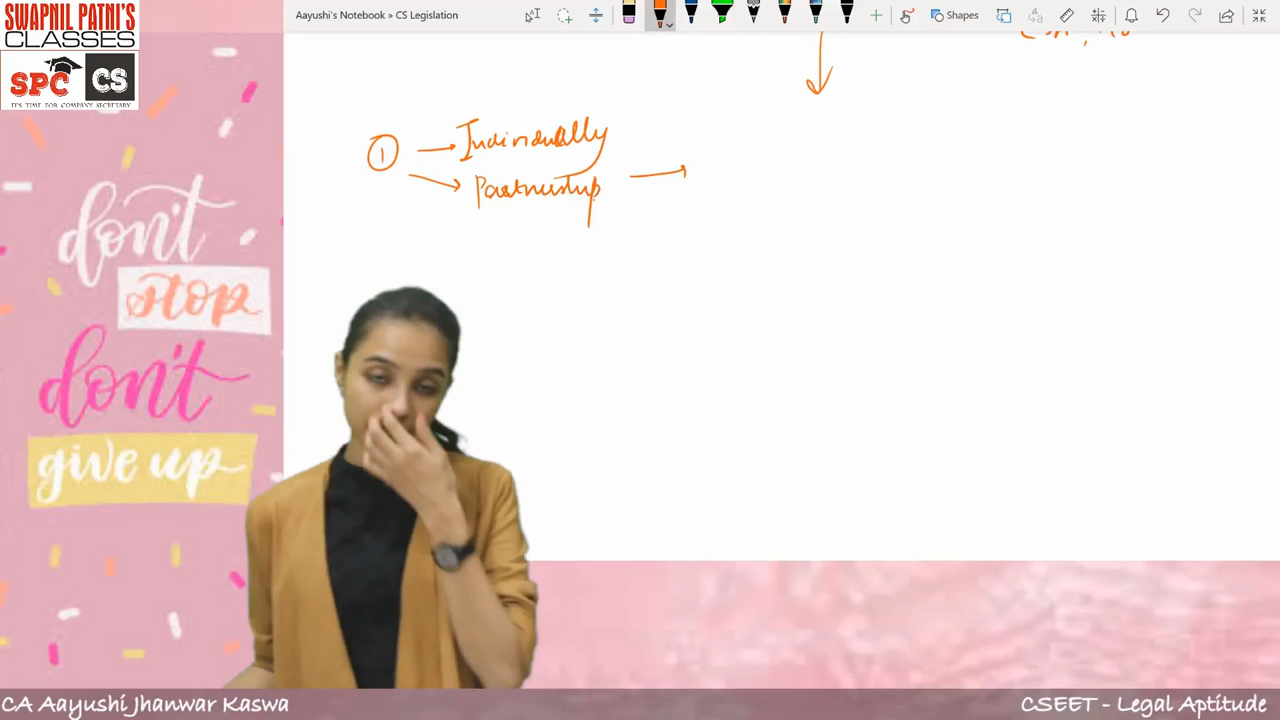 SWAPNIL PATNI'S
CLASSES
SPC CS
IT'S TIME FOR COMPANY SECRETARY
Aayushi's Notebook » CS Legislation
Shapes
① → Individually
→ Partnership →
don't
stop
don't
give up
CA Aayushi Jhanwar Kaswa
CSEET - Legal Aptitude